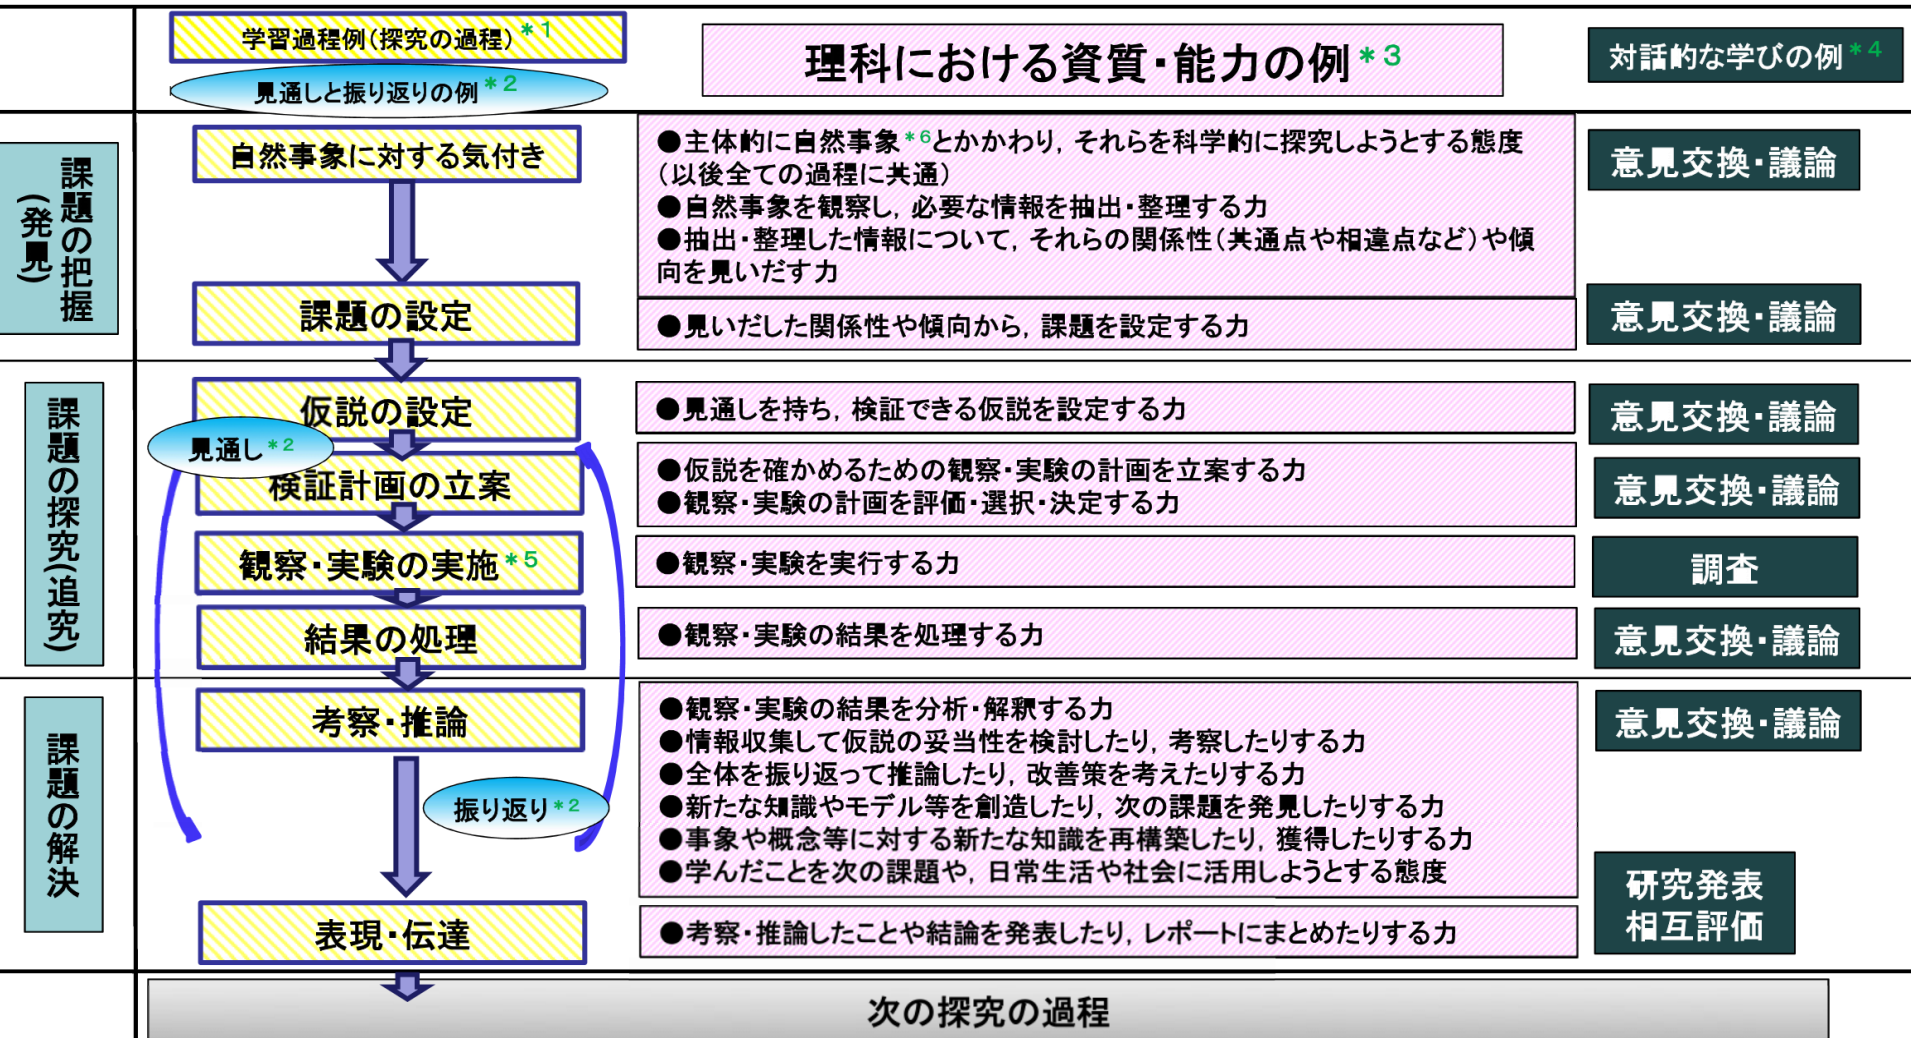 学習過程例(探究の過程)*1
見通しと振り返りの例*2
理科における資質・能力の例*3
対話的な学びの例*4
課題の把握
(発見)
自然事象に対する気付き
●主体的に自然事象*6とかかわり,それらを科学的に探究しようとする態度
(以後全ての過程に共通)
●自然事象を観察し,必要な情報を抽出・整理する力
●抽出・整理した情報について,それらの関係性(共通点や相違点など)や傾
向を見いだす力
意見交換・議論
課題の設定
●見いだした関係性や傾向から,課題を設定する力
意見交換・議論
課題の探究(追究)
仮説の設定
●見通しを持ち,検証できる仮説を設定する力
意見交換・議論
見通し*2
検証計画の立案
●仮説を確かめるための観察・実験の計画を立案する力
●観察・実験の計画を評価・選択・決定する力
意見交換・議論
観察・実験の実施*5
●観察・実験を実行する力
調査
結果の処理
●観察・実験の結果を処理する力
意見交換・議論
課題の解決
考察・推論
●観察・実験の結果を分析・解釈する力
●情報収集して仮説の妥当性を検討したり,考察したりする力
●全体を振り返って推論したり,改善策を考えたりする力
●新たな知識やモデル等を創造したり,次の課題を発見したりする力
●事象や概念等に対する新たな知識を再構築したり,獲得したりする力
●学んだことを次の課題や,日常生活や社会に活用しようとする態度
意見交換・議論
振り返り*2
表現・伝達
●考察・推論したことや結論を発表したり,レポートにまとめたりする力
研究発表
相互評価
次の探究の過程